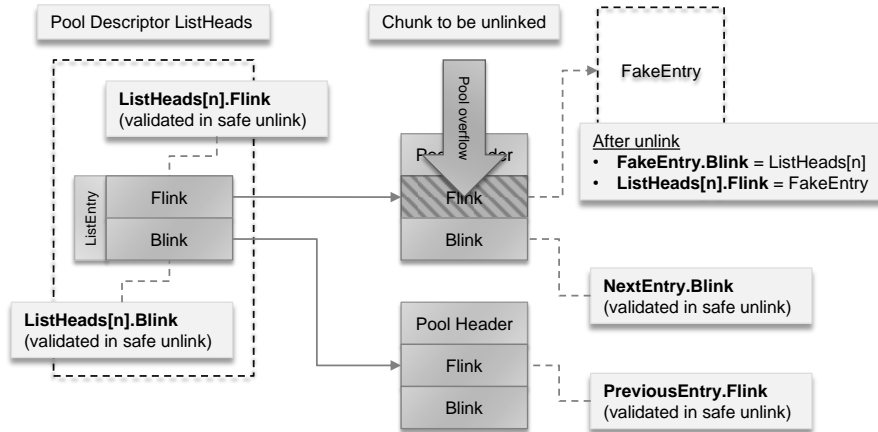 Pool Descriptor ListHeads
Chunk to be unlinked
ListHeads[n].Flink
(validated in safe unlink)
ListEntry
Flink
Blink
ListHeads[n].Blink
(validated in safe unlink)
Pool overflow
Pool Header
Flink
Blink
Pool Header
Flink
Blink
FakeEntry
After unlink
• FakeEntry.Blink = ListHeads[n]
• ListHeads[n].Flink = FakeEntry
NextEntry.Blink
(validated in safe unlink)
PreviousEntry.Flink
(validated in safe unlink)